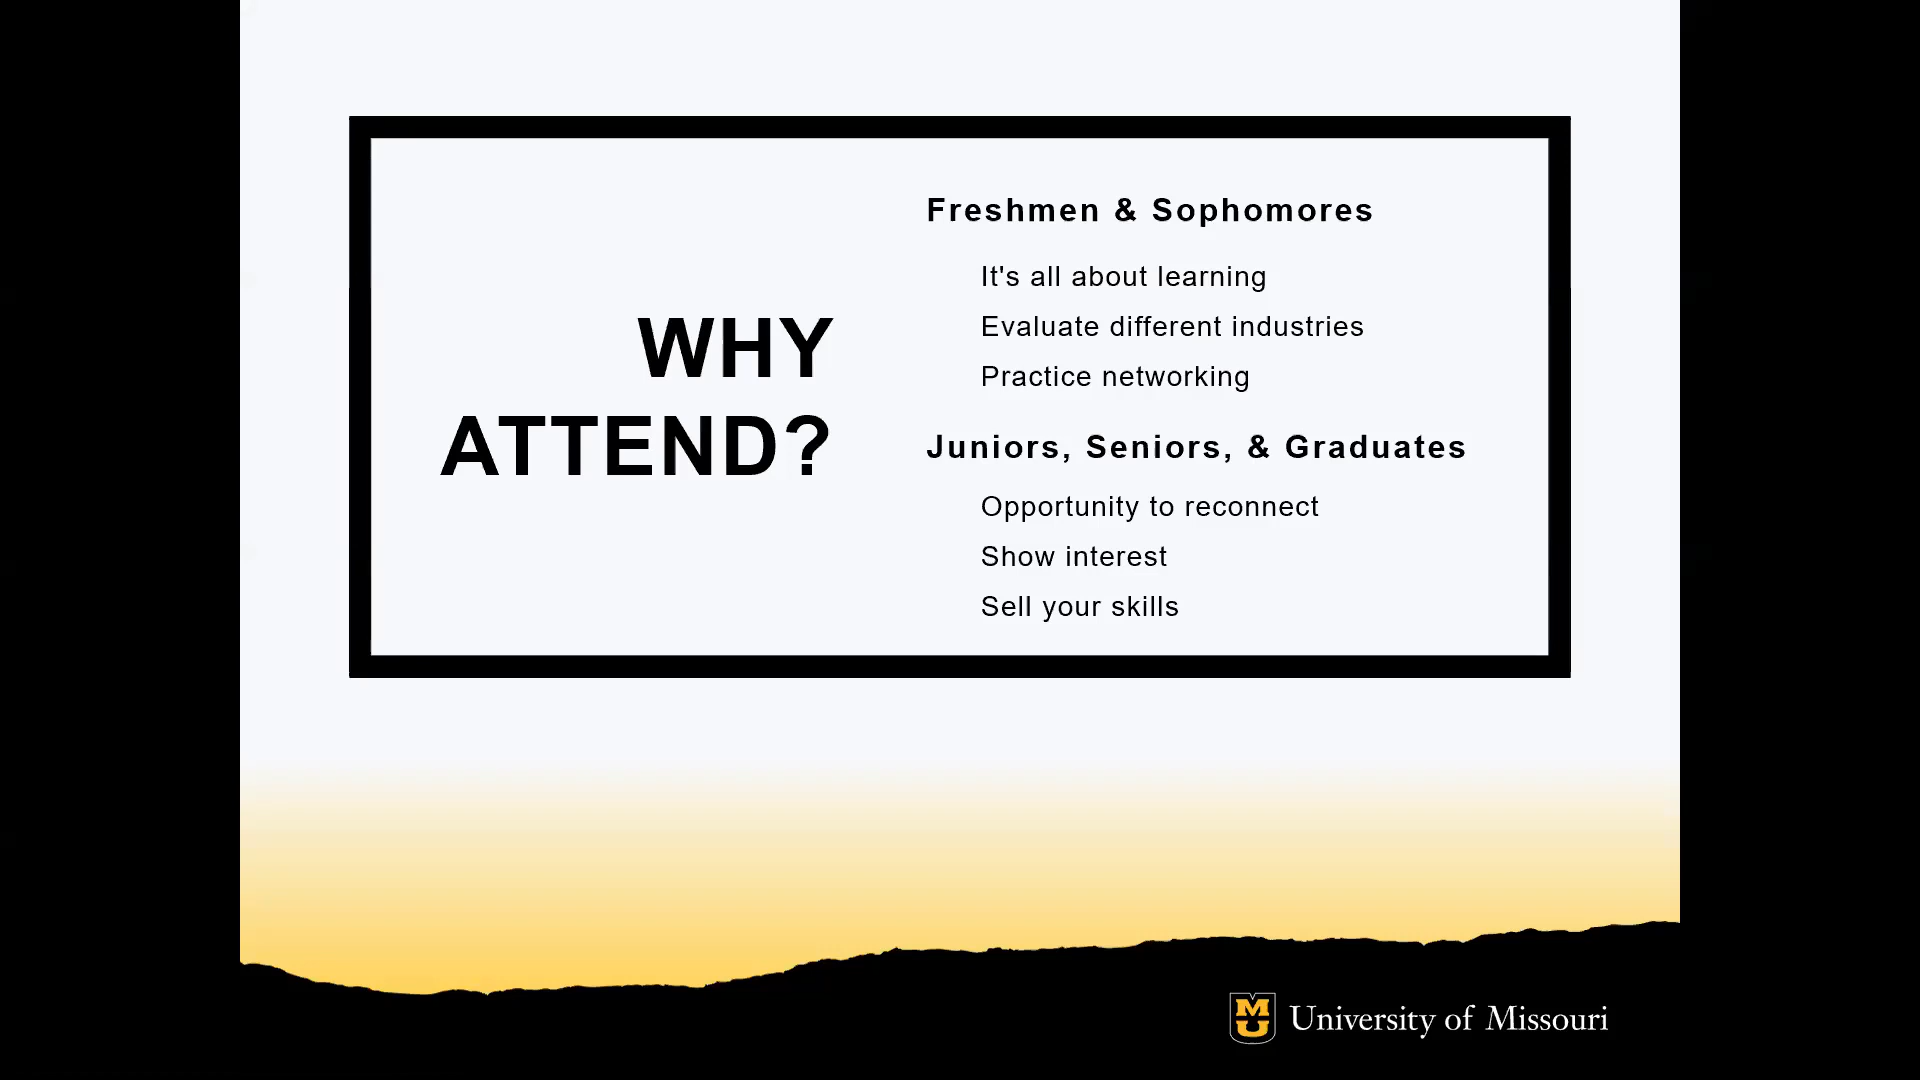 WHY
ATTEND?
Freshmen & Sophomores
It's all about learning
Evaluate different industries
Practice networking
Juniors, Seniors, & Graduates
Opportunity to reconnect
Show interest
Sell your skills
MU
University of Missouri